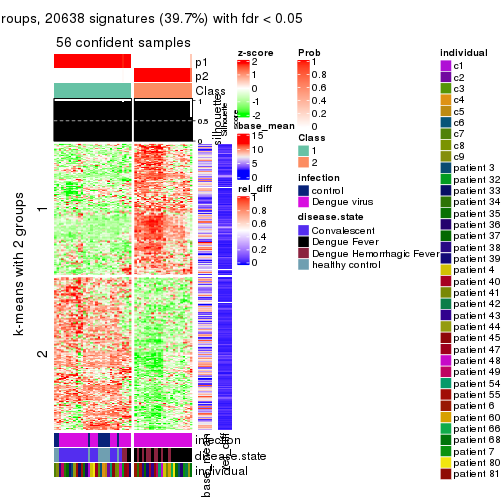 roups, 20638 signatures (39.7%) with fdr < 0.05
56 confident samples
p1
p2
Class
1
0.5
0
silhouette
score
k-means with 2 groups
1
2
infection
disease.state
individual
base_mean
rel_diff
z-score
2
1
0
-1
-2
base_mean
15
10
5
0
rel_diff
1
0.8
0.6
0.4
0.2
0
Prob
1
0.8
0.6
0.4
0.2
0
Class
1
2
infection
control
Dengue virus
disease.state
Convalescent
Dengue Fever
Dengue Hemorrhagic Fever
healthy control
individual
c1
c2
c3
c4
c5
c6
c7
c8
c9
patient 3
patient 32
patient 33
patient 34
patient 35
patient 36
patient 37
patient 38
patient 39
patient 4
patient 40
patient 41
patient 42
patient 43
patient 44
patient 45
patient 47
patient 48
patient 49
patient 54
patient 55
patient 6
patient 60
patient 66
patient 68
patient 7
patient 80
patient 81